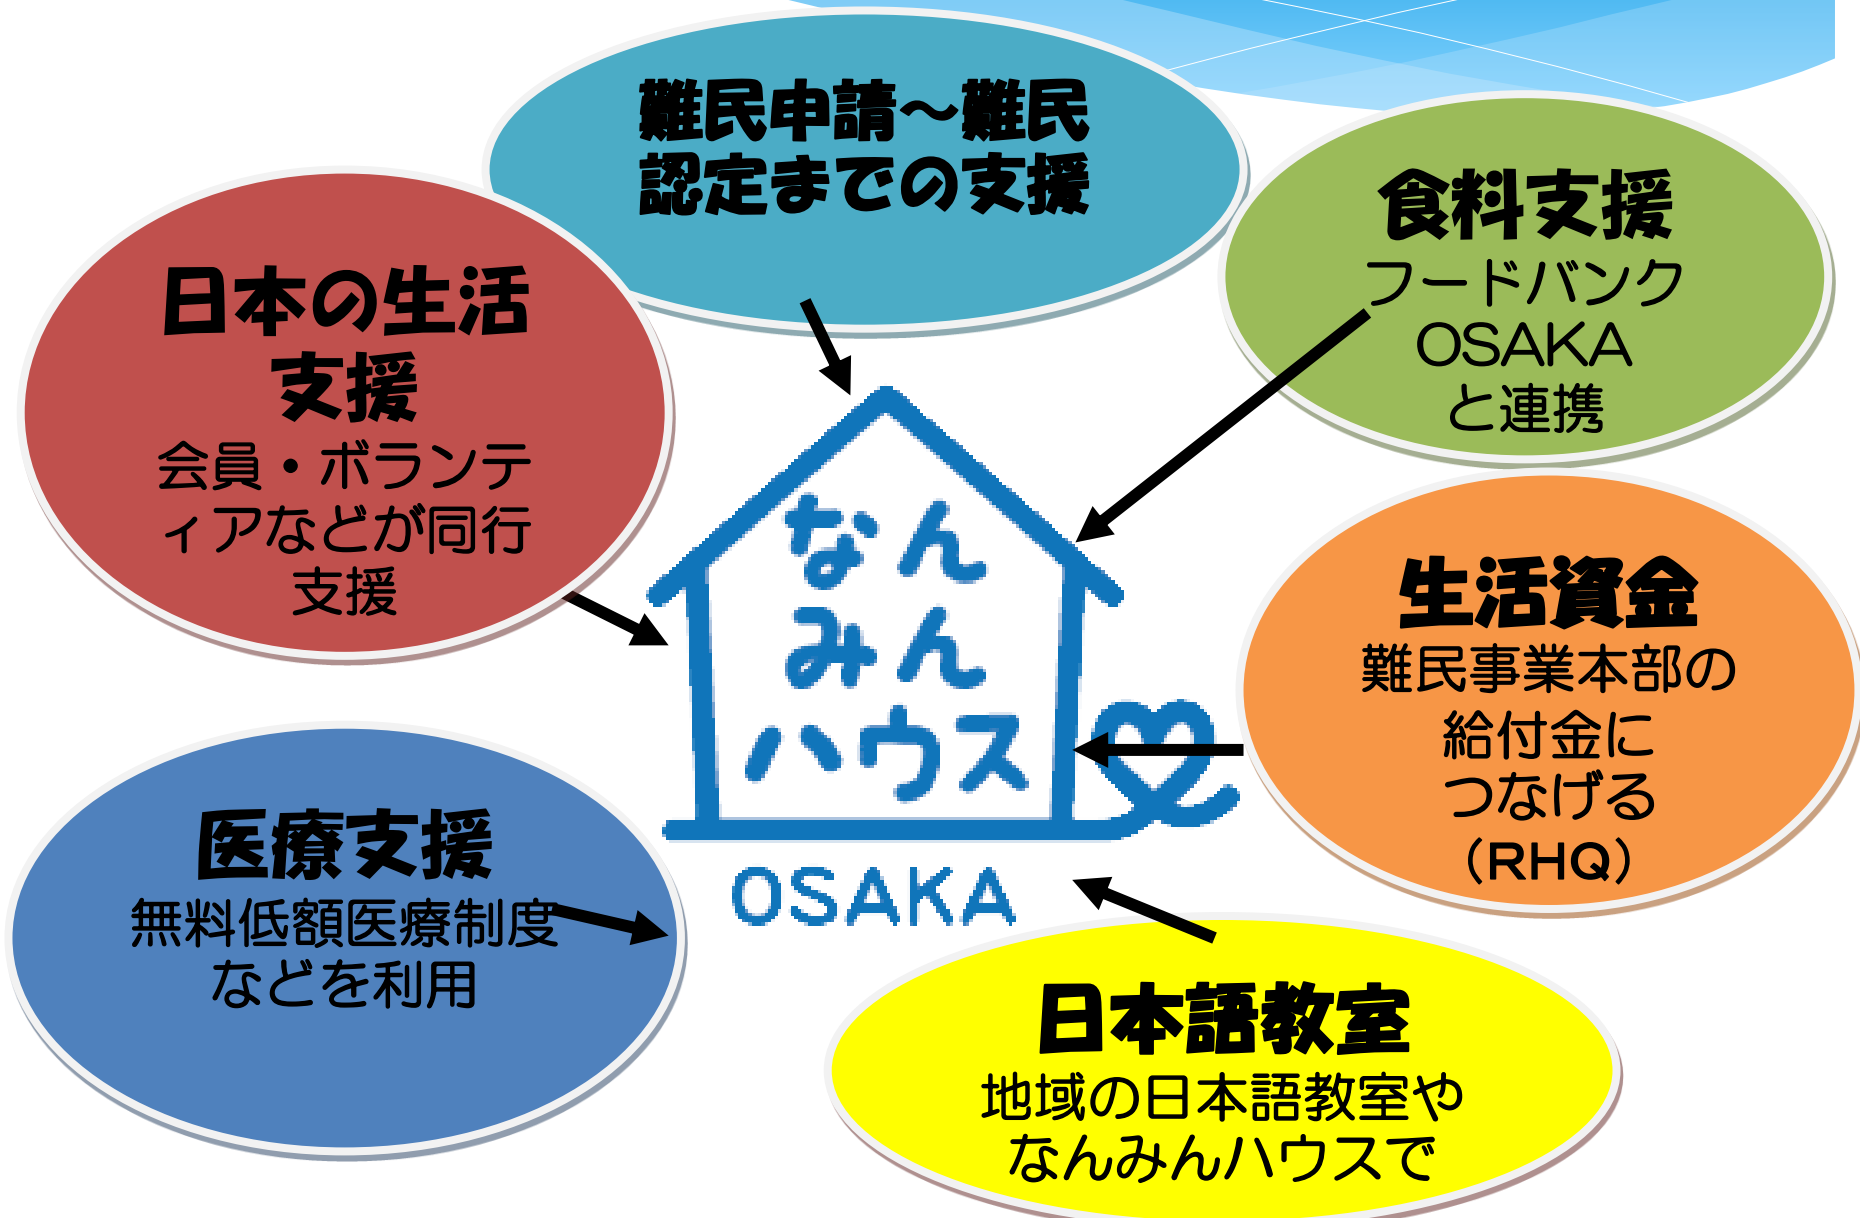 難民申請～難民
認定までの支援
食料支援
フードバンク
OSAKA
と連携
日本の生活
支援
会員・ボランテ
ィアなどが同行
支援
なん
みん
ハウス
OSAKA
生活資金
難民事業本部の
給付金に
つなげる
（RHQ）
医療支援
無料低額医療制度
などを利用
日本語教室
地域の日本語教室や
なんみんハウスで